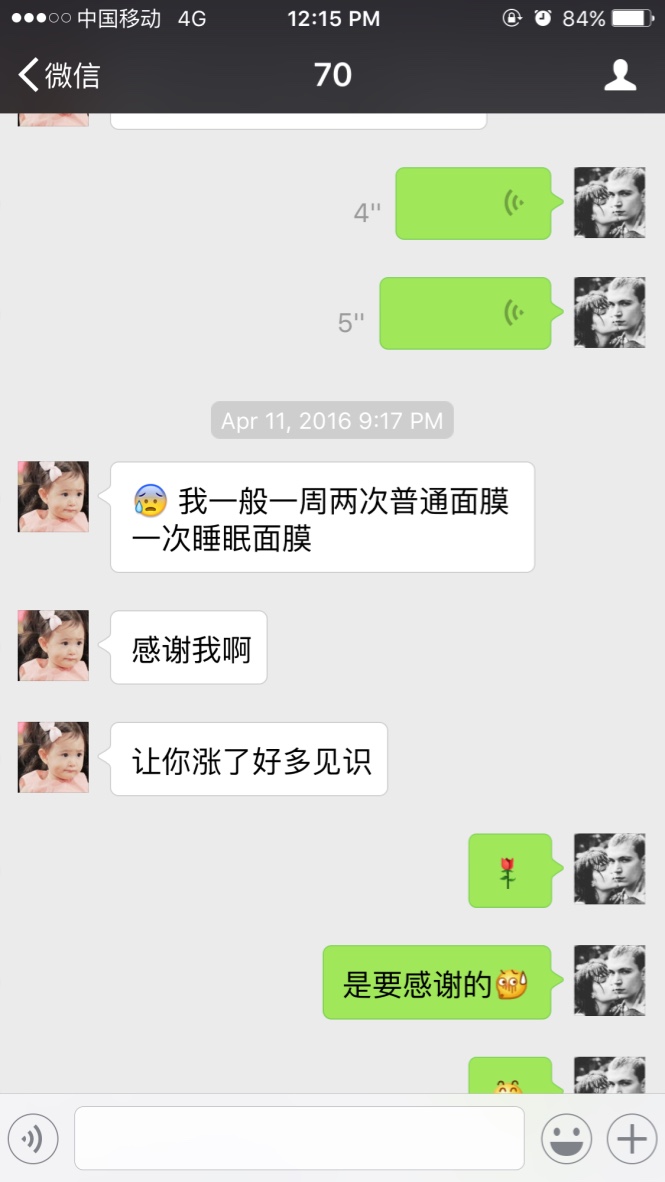 中国移动 4G 12:15 PM 84%
微信 70
4"
5"
Apr 11, 2016 9:17 PM
我一般一周两次普通面膜
一次睡眠面膜
感谢我啊
让你涨了好多见识
是要感谢的